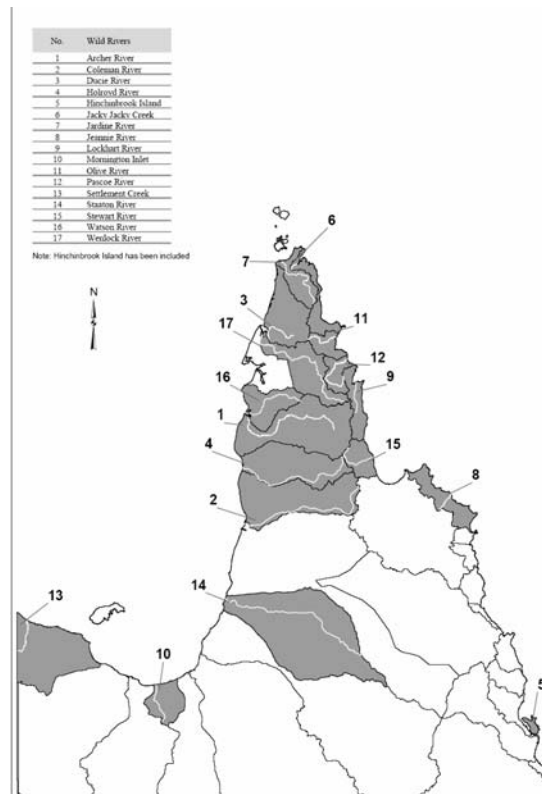 No. Wild Rivers
1 Archer River
2 Coleman River
3 Ducie River
4 Holroyd River
5 Hinchinbrook Island
6 Jacky Jacky Creek
7 Jardine River
8 Jeannie River
9 Lockhart River
10 Mornington Inlet
11 Olive River
12 Pascoe River
13 Settlement Creek
14 Staaten River
15 Stewart River
16 Watson River
17 Wenlock River
Note: Hinchinbrook Island has been included
N
6
7
3
11
17
12
9
16
1
4
15
8
2
14
13
10
5